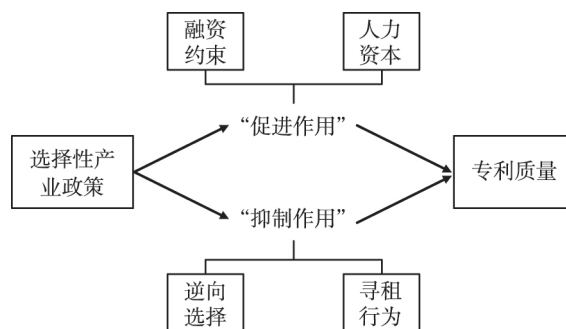 融资
约束
人力
资本
“促进作用”
选择性产
业政策
专利质量
“抑制作用”
逆向
选择
寻租
行为